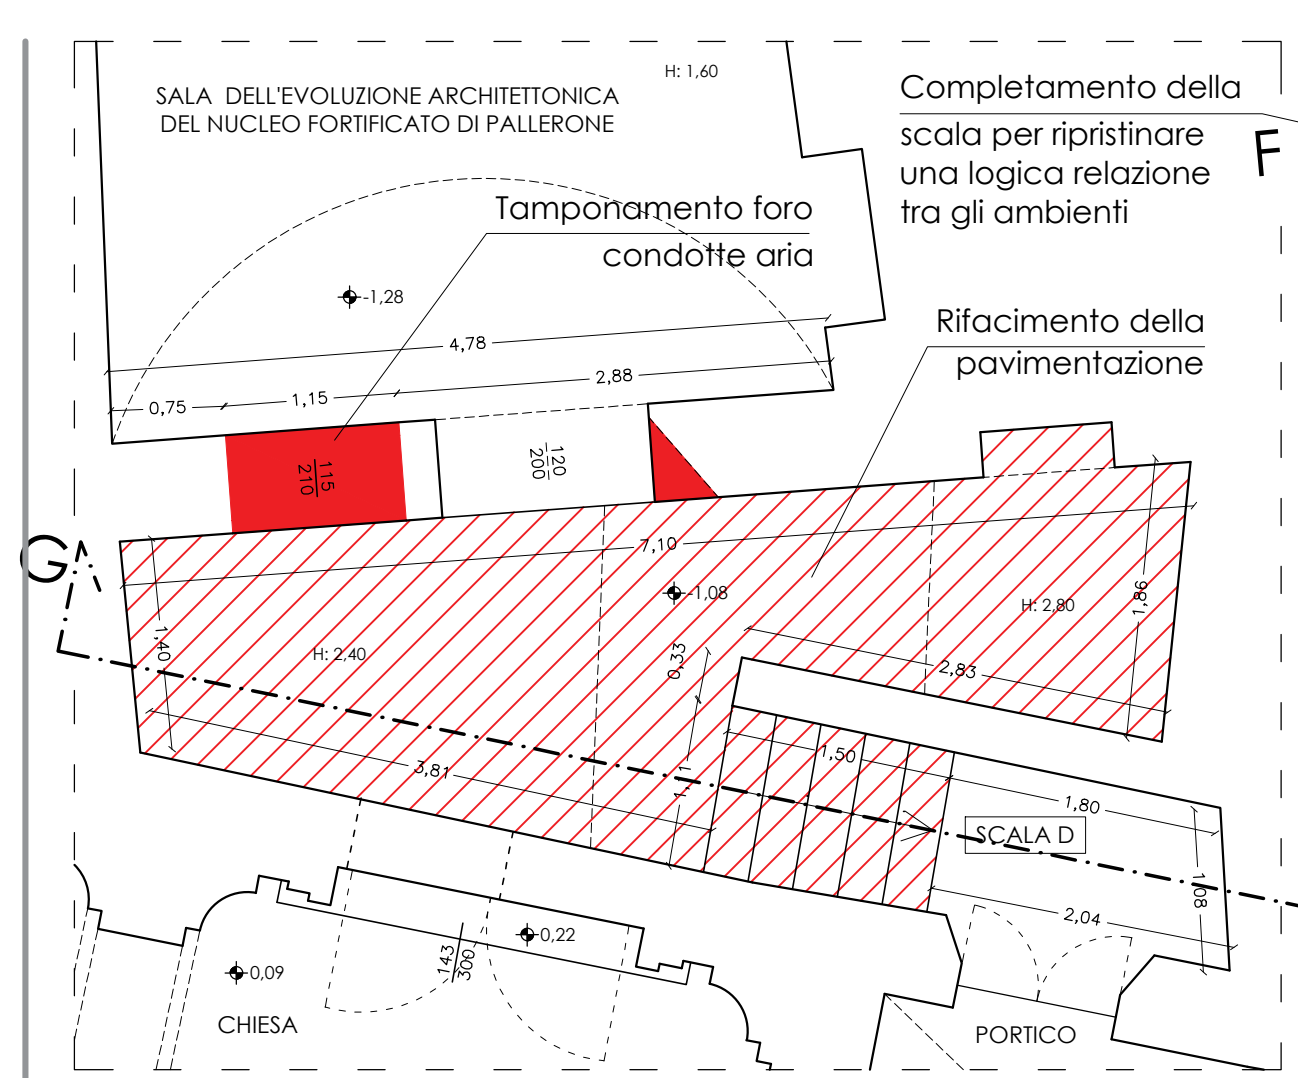 H: 1,60
SALA DELL'EVOLUZIONE ARCHITETTONICA
DEL NUCLEO FORTIFICATO DI PALLERONE
Completamento della
scala per ripristinare
una logica relazione
tra gli ambienti
F
Tamponamento foro
condotte aria
-1,28
Rifacimento della
pavimentazione
4,78
2,88
1,15
0,75
115
210
120
200
G
7,10
-1,08
H: 2,80
1,86
1,40
H: 2,40
0,33
2,83
3,81
1,50
1,11
1,80
SCALA D
1,08
2,04
0,22
143
300
0,09
CHIESA
PORTICO